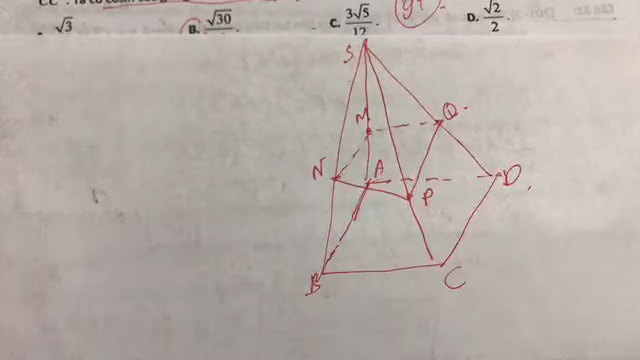 . √3 B. √30 C. 3√5/12 . D. √2/2 .
S
M Q.
N A D.
P
B C